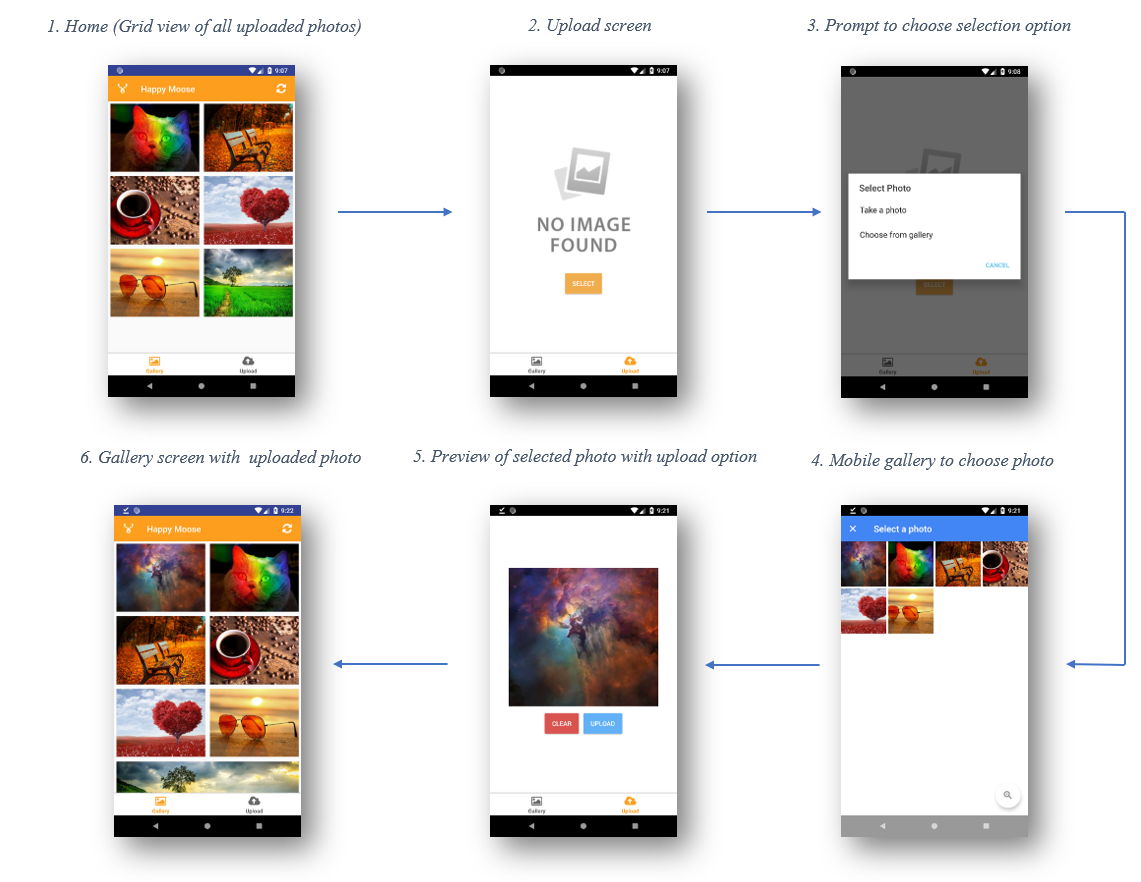 1. Home (Grid view of all uploaded photos)
9:07
Happy Moose
Gallery
Upload
2. Upload screen
9:07
NO IMAGE
FOUND
SELECT
Gallery
Upload
3. Prompt to choose selection option
9:08
Select Photo
Take a photo
Choose from gallery
CANCEL
SELECT
Gallery
Upload
4. Mobile gallery to choose photo
9:21
Select a photo
5. Preview of selected photo with upload option
9:21
CLEAR
UPLOAD
Gallery
Upload
6. Gallery screen with  uploaded photo
9:22
Happy Moose
Gallery
Upload